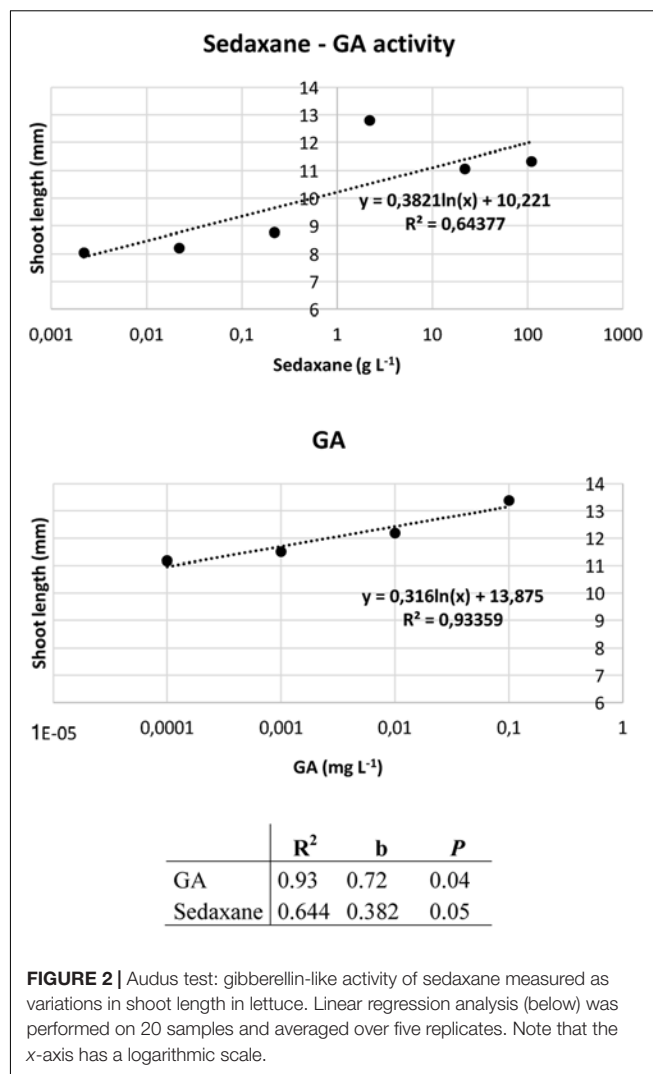 Sedaxane - GA activity
14
13
12
11
10
9
8
7
6
Shoot length (mm)
y = 0,3821ln(x) + 10,221
R² = 0,64377
0,001 0,01 0,1 1 10 100 1000
Sedaxane (g L⁻¹)
GA
14
13
12
11
10
9
8
7
6
Shoot length (mm)
y = 0,316ln(x) + 13,875
R² = 0,93359
1E-05 0,0001 0,001 0,01 0,1 1
GA (mg L⁻¹)
R² b P
GA 0.93 0.72 0.04
Sedaxane 0.644 0.382 0.05
FIGURE 2 | Audus test: gibberellin-like activity of sedaxane measured as
variations in shoot length in lettuce. Linear regression analysis (below) was
performed on 20 samples and averaged over five replicates. Note that the
x-axis has a logarithmic scale.